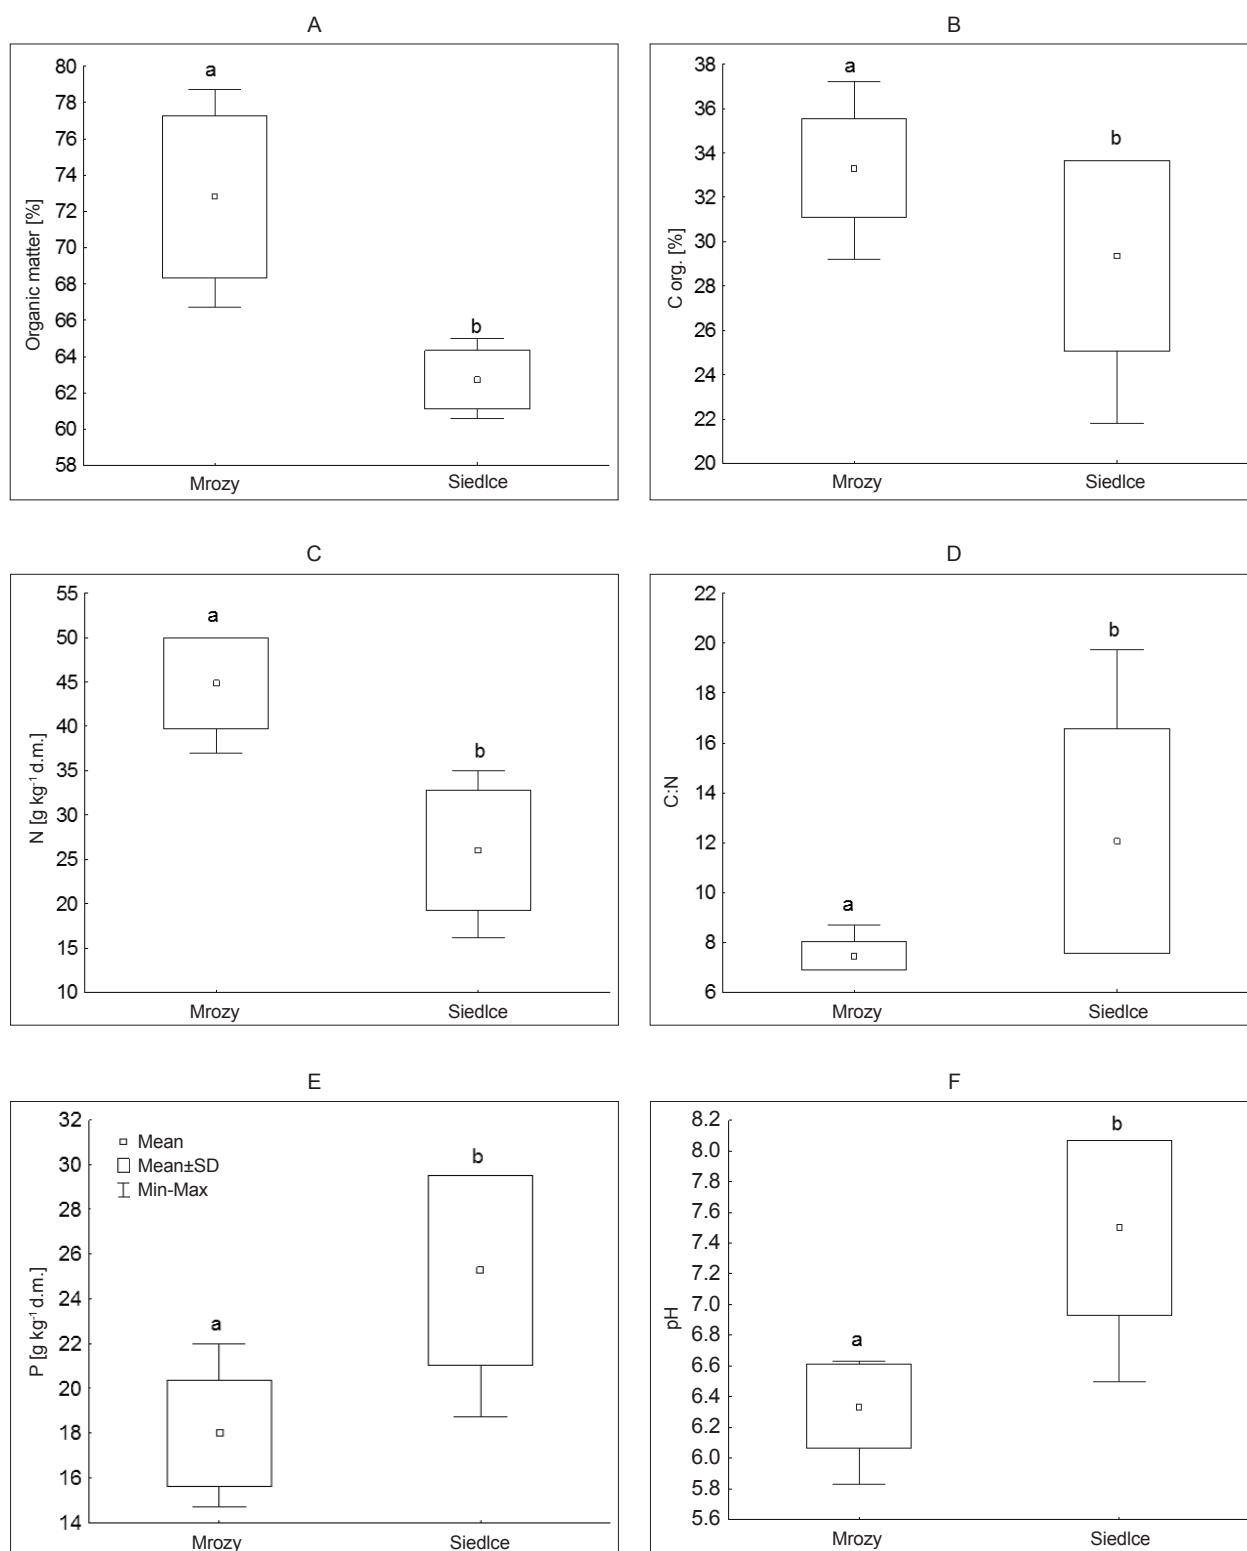 A
Organic matter [%]
80
78
76
74
72
70
68
66
64
62
60
58
a
b
Mrozy
Siedlce
B
C org. [%]
38
36
34
32
30
28
26
24
22
20
a
b
Mrozy
Siedlce
C
N [g kg⁻¹ d.m.]
55
50
45
40
35
30
25
20
15
10
a
b
Mrozy
Siedlce
D
C:N
22
20
18
16
14
12
10
8
6
a
b
Mrozy
Siedlce
E
P [g kg⁻¹ d.m.]
32
30
28
26
24
22
20
18
16
14
Mean
Mean±SD
Min-Max
a
b
Mrozy
Siedlce
F
pH
8.2
8.0
7.8
7.6
7.4
7.2
7.0
6.8
6.6
6.4
6.2
6.0
5.8
5.6
a
b
Mrozy
Siedlce